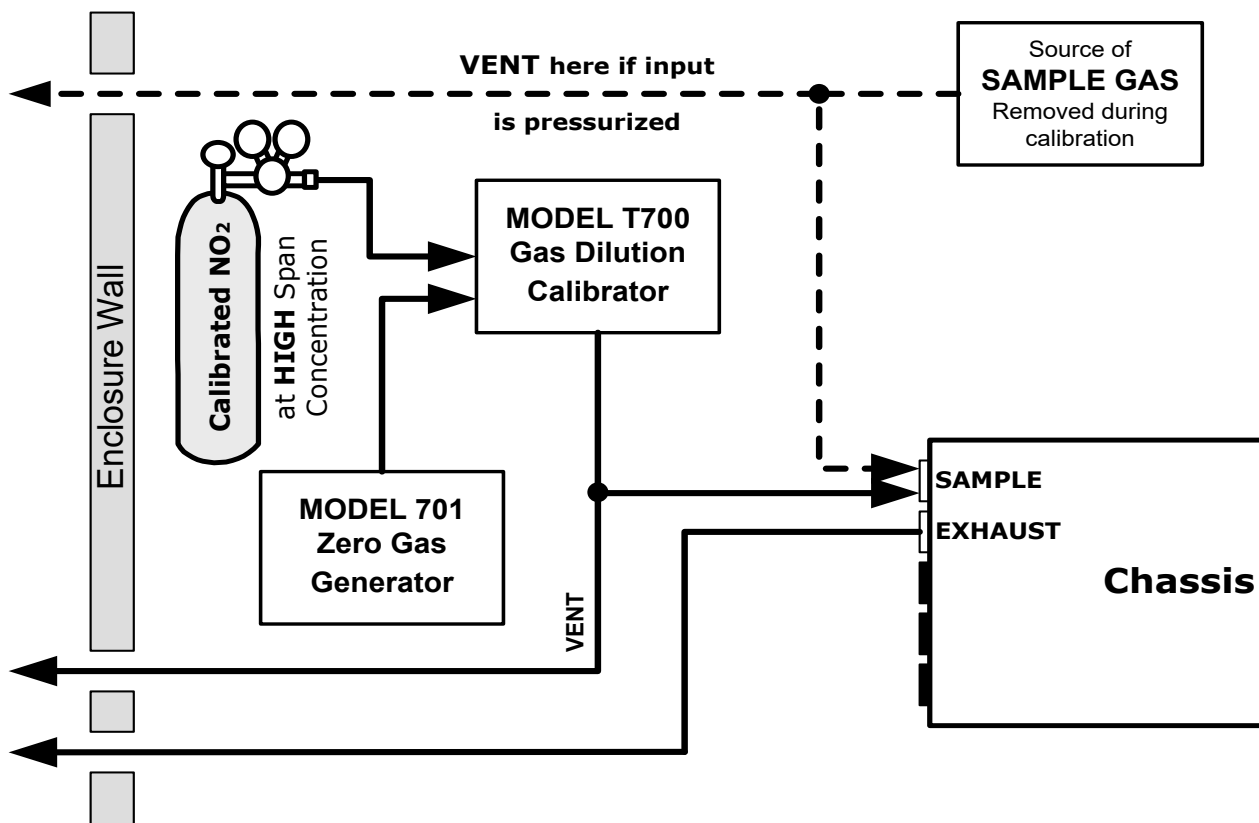 VENT here if input
is pressurized
Source of
SAMPLE GAS
Removed during
calibration
Enclosure Wall
Calibrated NO₂
at HIGH Span
Concentration
MODEL T700
Gas Dilution
Calibrator
MODEL 701
Zero Gas
Generator
VENT
SAMPLE
EXHAUST
Chassis